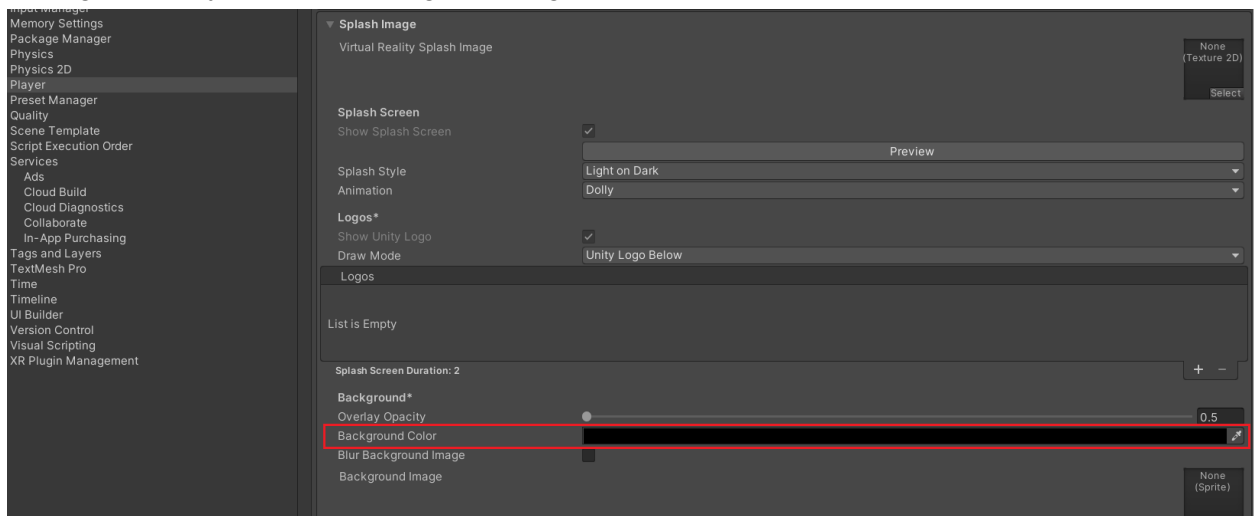 Input Manager
Memory Settings
Package Manager
Physics
Physics 2D
Player
Preset Manager
Quality
Scene Template
Script Execution Order
Services
Ads
Cloud Build
Cloud Diagnostics
Collaborate
In-App Purchasing
Tags and Layers
TextMesh Pro
Time
Timeline
UI Builder
Version Control
Visual Scripting
XR Plugin Management
Splash Image
Virtual Reality Splash Image
None
(Texture 2D)
Select
Splash Screen
Show Splash Screen
Preview
Splash Style Light on Dark
Animation Dolly
Logos*
Show Unity Logo
Draw Mode Unity Logo Below
Logos
List is Empty
Splash Screen Duration: 2
+ −
Background*
Overlay Opacity 0.5
Background Color
Blur Background Image
Background Image
None
(Sprite)